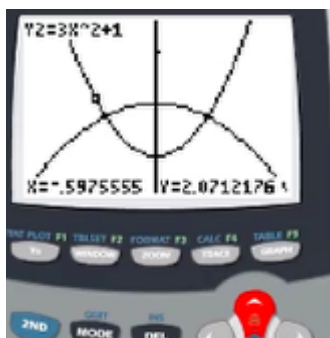 Y2=3X^2+1
X=-.5975555 Y=2.0712176
STAT PLOT F1 TBLSET F2 FORMAT F3 CALC F4 TABLE F5
Y= WINDOW ZOOM TRACE GRAPH
QUIT INS
2ND MODE DEL